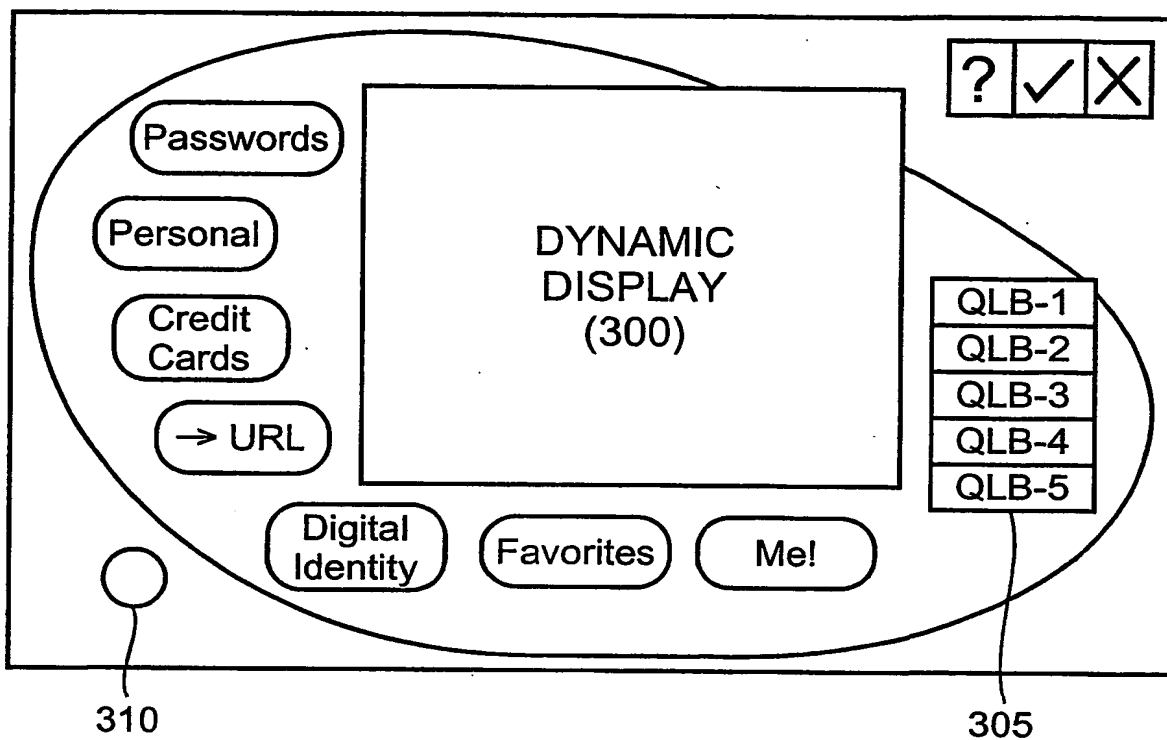 ? ✓ X
Passwords
Personal
Credit
Cards
→ URL
Digital
Identity
Favorites
Me!
DYNAMIC
DISPLAY
(300)
QLB-1
QLB-2
QLB-3
QLB-4
QLB-5
310
305